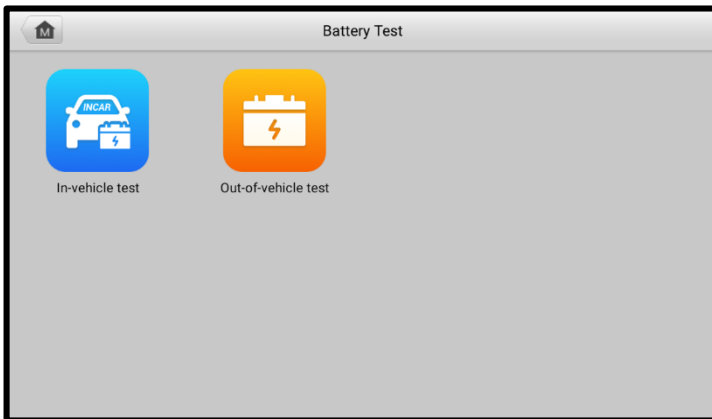 M
Battery Test
INCAR
In-vehicle test
Out-of-vehicle test